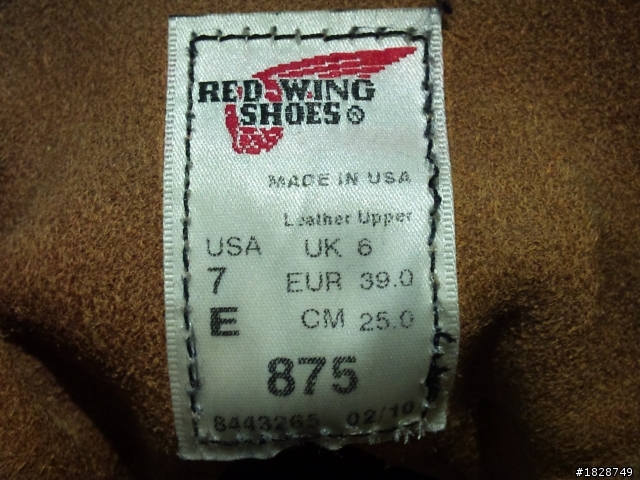 RED WING
SHOES ®
MADE IN USA
Leather Upper
USA UK 6
7 EUR 39.0
E CM 25.0
875
8443265 02/10
#1828749